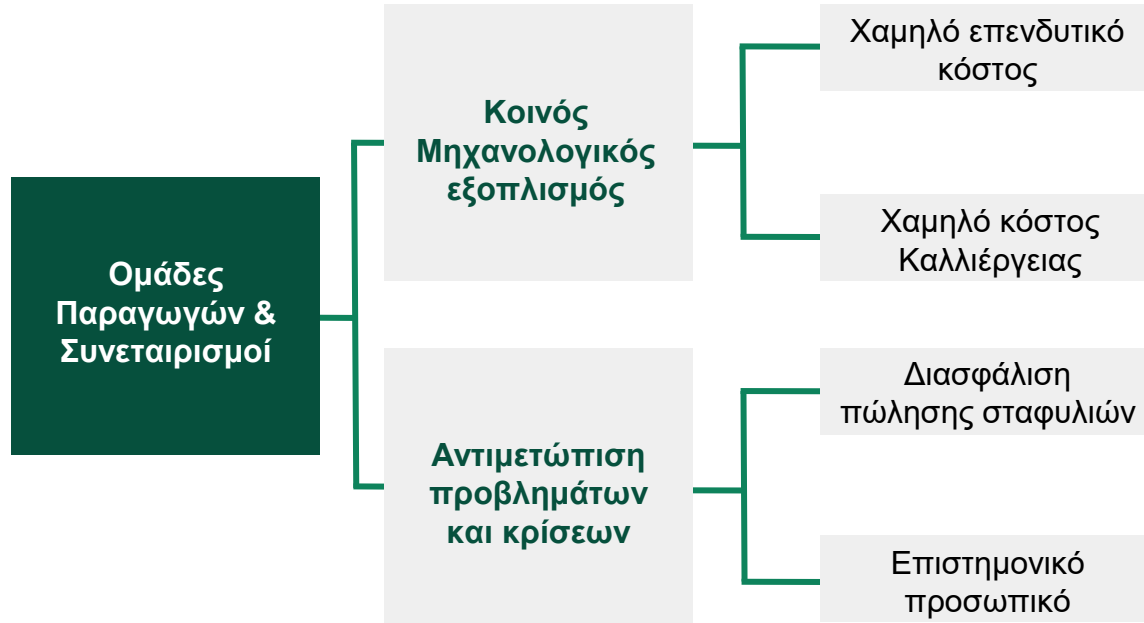 Ομάδες
Παραγωγών &
Συνεταιρισμοί
Κοινός
Μηχανολογικός
εξοπλισμός
Χαμηλό επενδυτικό
κόστος
Χαμηλό κόστος
Καλλιέργειας
Αντιμετώπιση
προβλημάτων
και κρίσεων
Διασφάλιση
πώλησης σταφυλιών
Επιστημονικό
προσωπικό